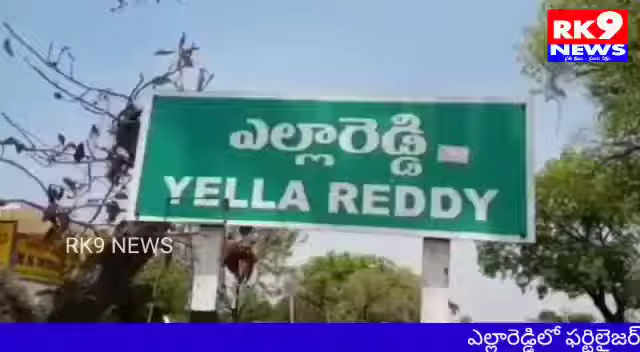 RK9
NEWS
ఎల్లారెడ్డి
YELLA REDDY
RK9 NEWS
ఎల్లారెడ్డిలో ఫర్టిలైజర్